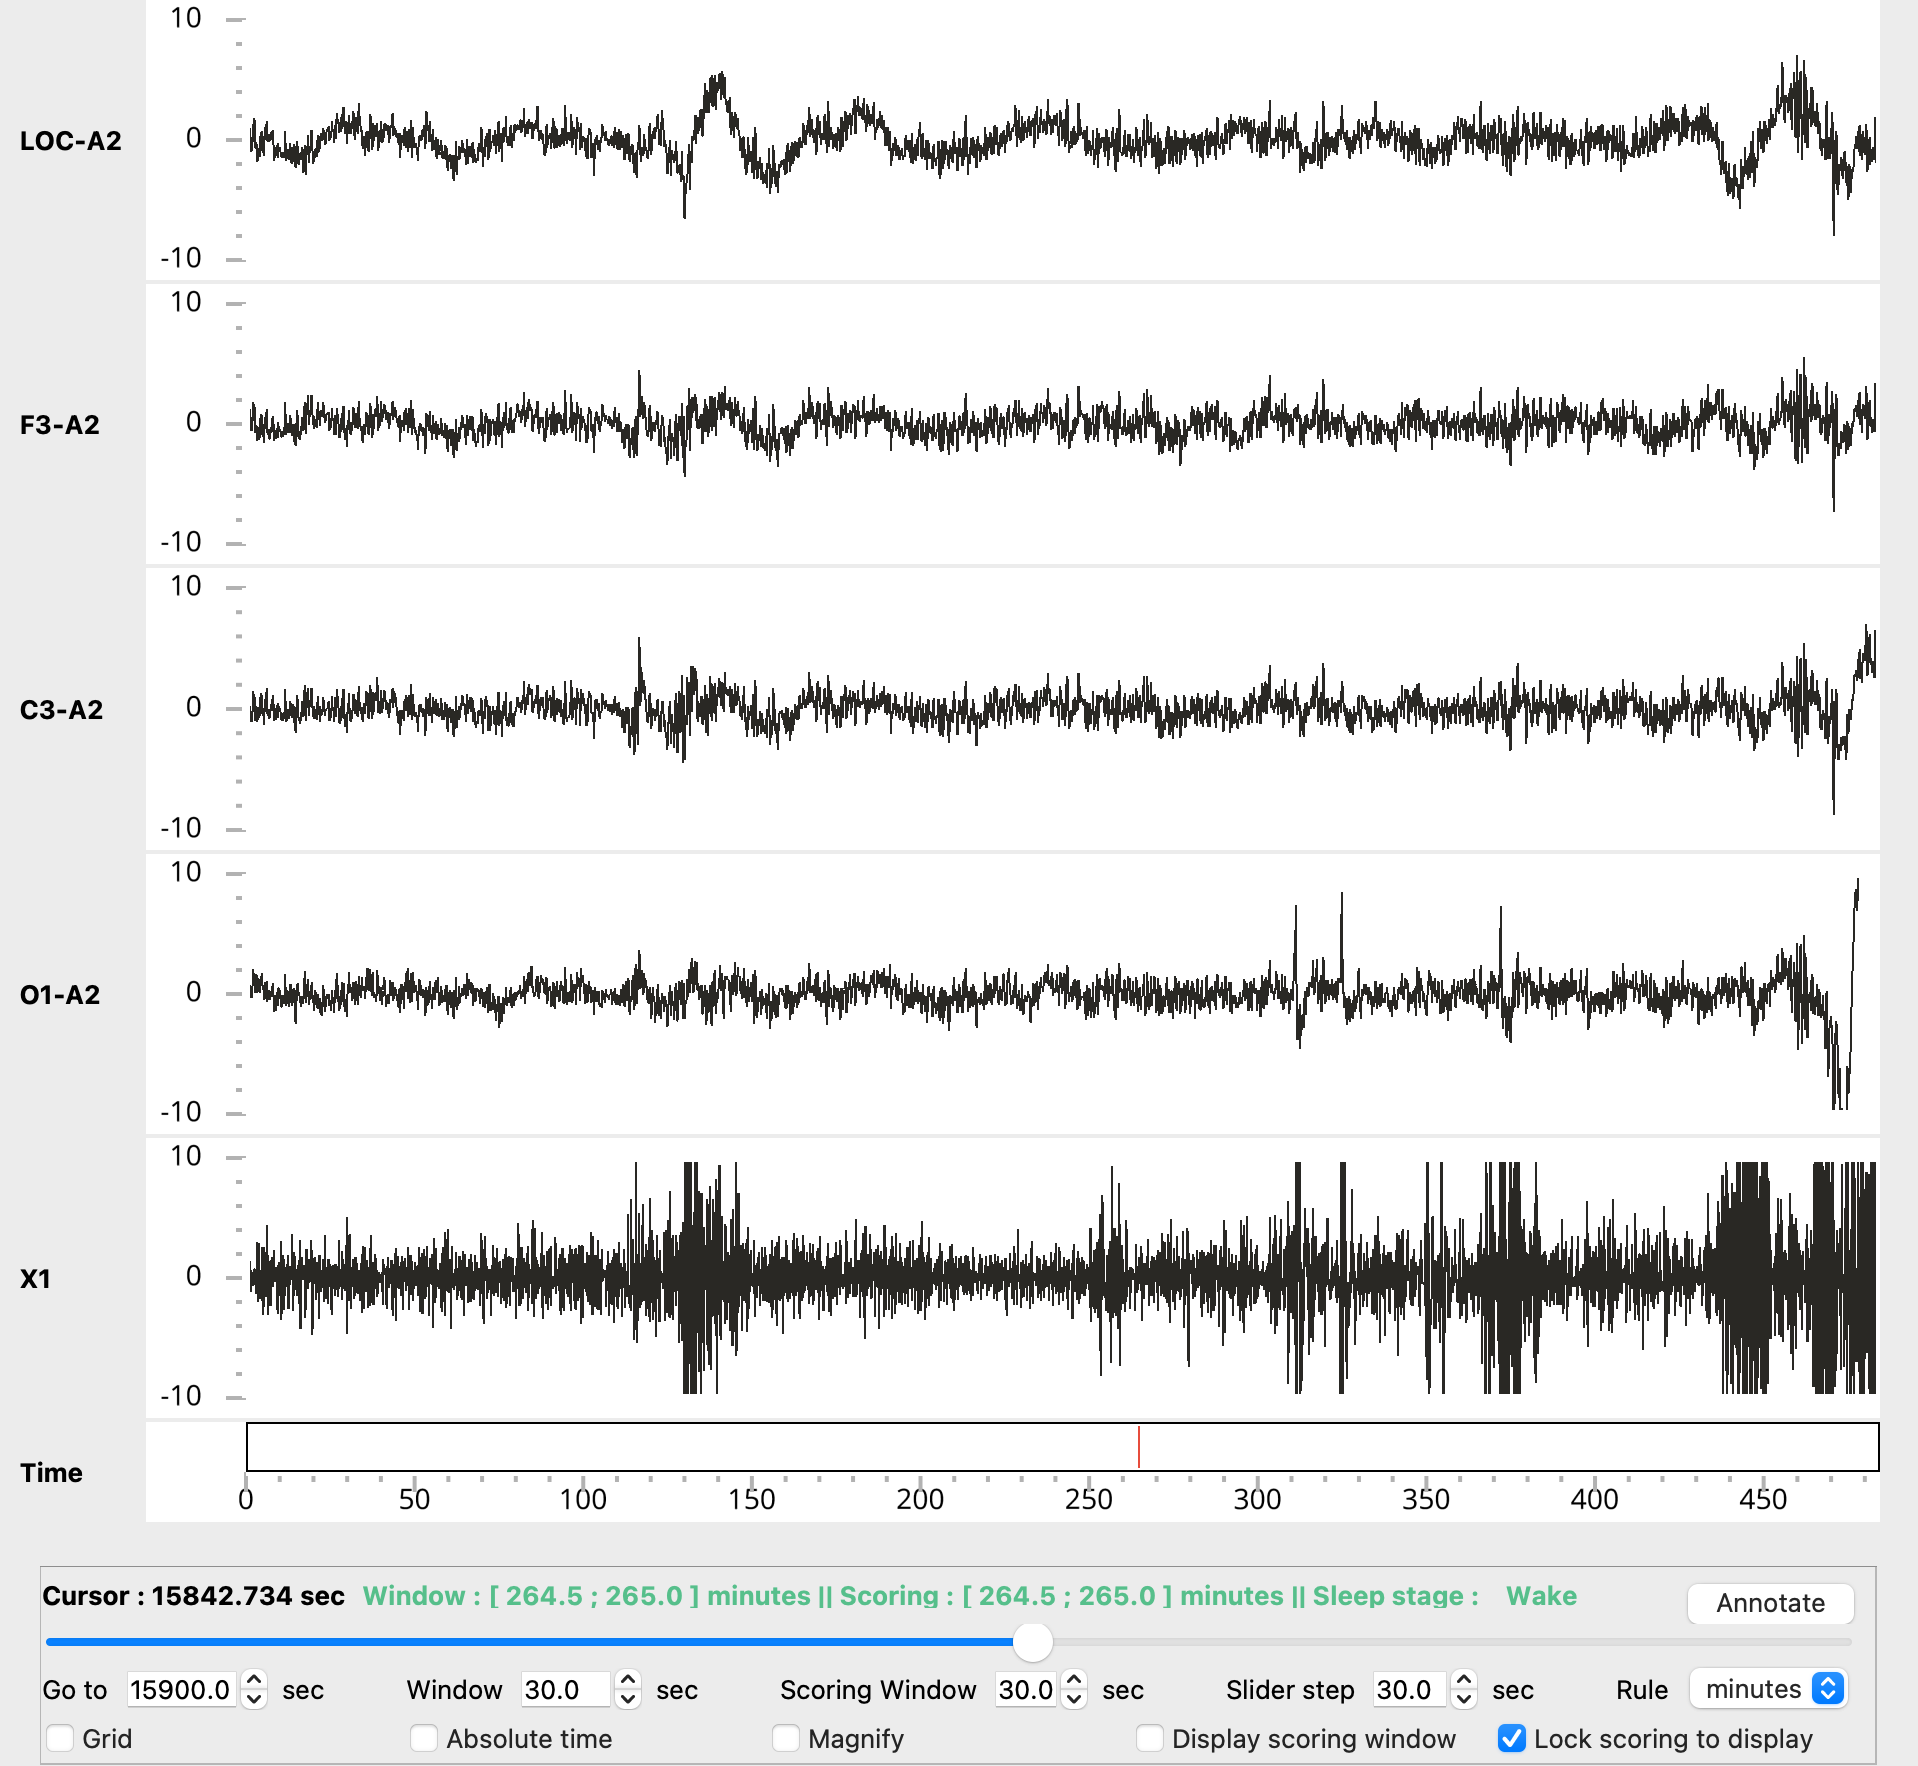 10
LOC-A2 0
-10
10
F3-A2 0
-10
10
C3-A2 0
-10
10
O1-A2 0
-10
10
X1 0
-10
Time
0 50 100 150 200 250 300 350 400 450
Cursor : 15842.734 sec Window : [ 264.5 ; 265.0 ] minutes || Scoring : [ 264.5 ; 265.0 ] minutes || Sleep stage : Wake Annotate
Go to 15900.0 sec Window 30.0 sec Scoring Window 30.0 sec Slider step 30.0 sec Rule minutes
Grid Absolute time Magnify Display scoring window Lock scoring to display